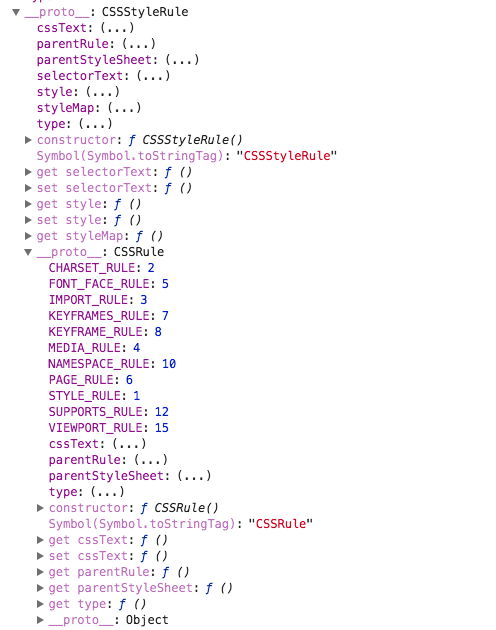 __proto__: CSSStyleRule
cssText: (...)
parentRule: (...)
parentStyleSheet: (...)
selectorText: (...)
style: (...)
styleMap: (...)
type: (...)
constructor: ƒ CSSStyleRule()
Symbol(Symbol.toStringTag): "CSSStyleRule"
get selectorText: ƒ ()
set selectorText: ƒ ()
get style: ƒ ()
set style: ƒ ()
get styleMap: ƒ ()
__proto__: CSSRule
CHARSET_RULE: 2
FONT_FACE_RULE: 5
IMPORT_RULE: 3
KEYFRAMES_RULE: 7
KEYFRAME_RULE: 8
MEDIA_RULE: 4
NAMESPACE_RULE: 10
PAGE_RULE: 6
STYLE_RULE: 1
SUPPORTS_RULE: 12
VIEWPORT_RULE: 15
cssText: (...)
parentRule: (...)
parentStyleSheet: (...)
type: (...)
constructor: ƒ CSSRule()
Symbol(Symbol.toStringTag): "CSSRule"
get cssText: ƒ ()
set cssText: ƒ ()
get parentRule: ƒ ()
get parentStyleSheet: ƒ ()
get type: ƒ ()
__proto__: Object